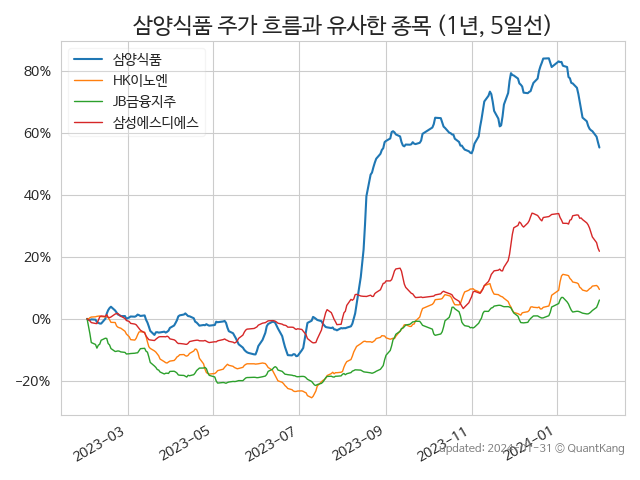 삼양식품 주가 흐름과 유사한 종목 (1년, 5일선)
삼양식품
HK이노엔
JB금융지주
삼성에스디에스
80%
60%
40%
20%
0%
−20%
2023-03
2023-05
2023-07
2023-09
2023-11
2024-01
updated: 2024-01-31 © QuantKang